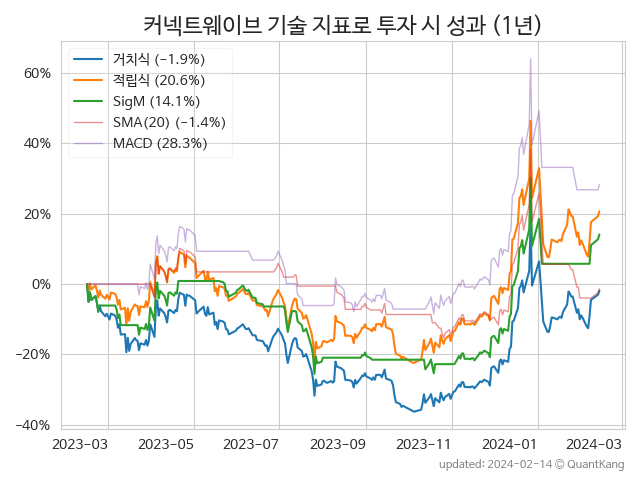 커넥트웨이브 기술 지표로 투자 시 성과 (1년)
거치식 (−1.9%)
적립식 (20.6%)
SigM (14.1%)
SMA(20) (−1.4%)
MACD (28.3%)
60%
40%
20%
0%
−20%
−40%
2023-03 2023-05 2023-07 2023-09 2023-11 2024-01 2024-03
updated: 2024-02-14 © QuantKang